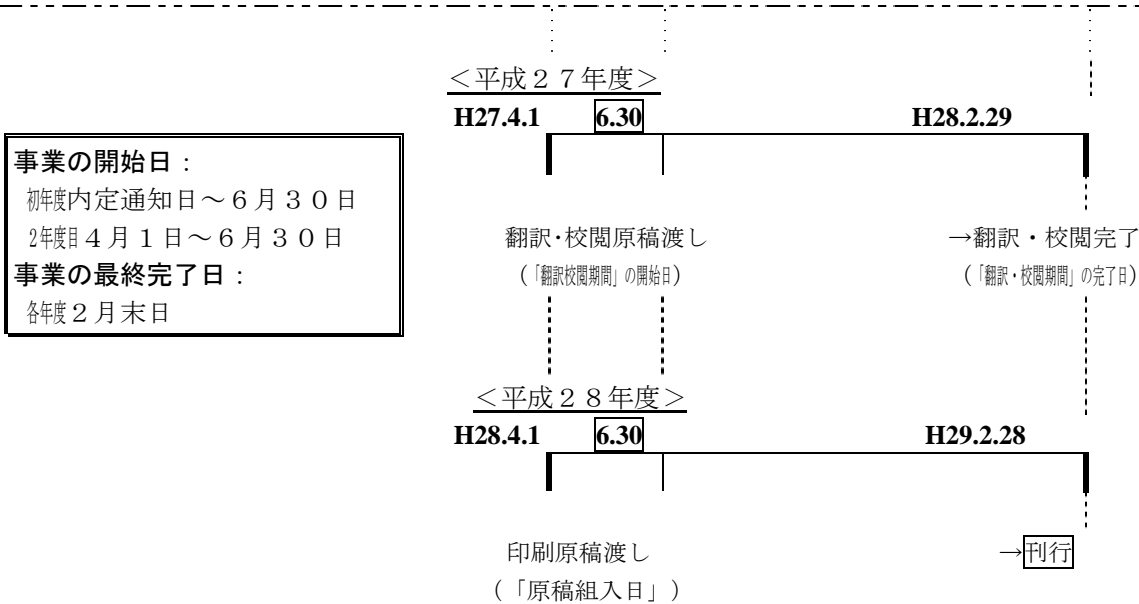 ＜平成２７年度＞
H27.4.1 6.30 H28.2.29
事業の開始日：
初年度内定通知日～６月３０日
2年度目４月１日～６月３０日
事業の最終完了日：
各年度２月末日
翻訳・校閲原稿渡し →翻訳・校閲完了
（「翻訳校閲期間」の開始日） （「翻訳・校閲期間」の完了日）
＜平成２８年度＞
H28.4.1 6.30 H29.2.28
印刷原稿渡し →刊行
（「原稿組入日」）